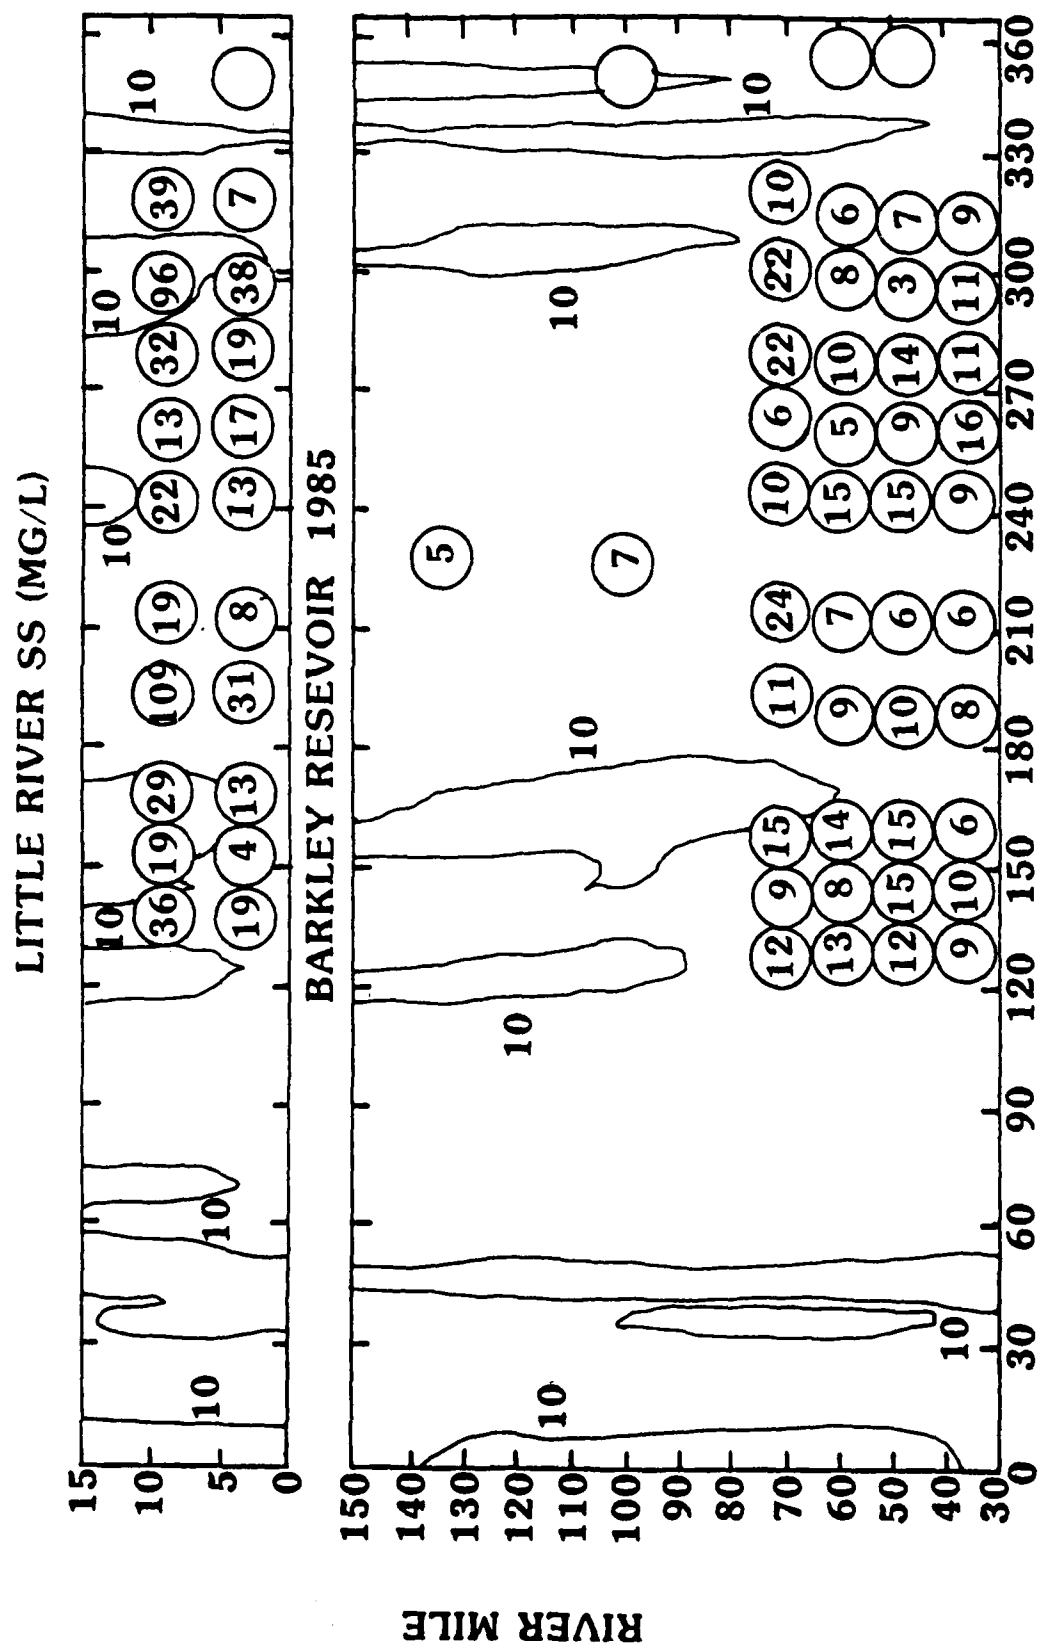 LITTLE RIVER SS (MG/L)
15
10 10 10
10 36 19 29 109 19 22 13 32 96 39 10
5 10 10 19 4 13 31 8 13 17 19 38 7
0
BARKLEY RESEVOIR 1985
RIVER MILE
150
140
130 5
120 10
110 10 10 10
100 7
90
80 10
70 12 9 15 11 24 10 6 22 22 10
60 13 8 14 9 7 15 5 10 8 6
50 12 15 15 10 6 15 9 14 3 7
40 10 9 10 6 8 6 9 16 11 11 9
30
0 30 60 90 120 150 180 210 240 270 300 330 360